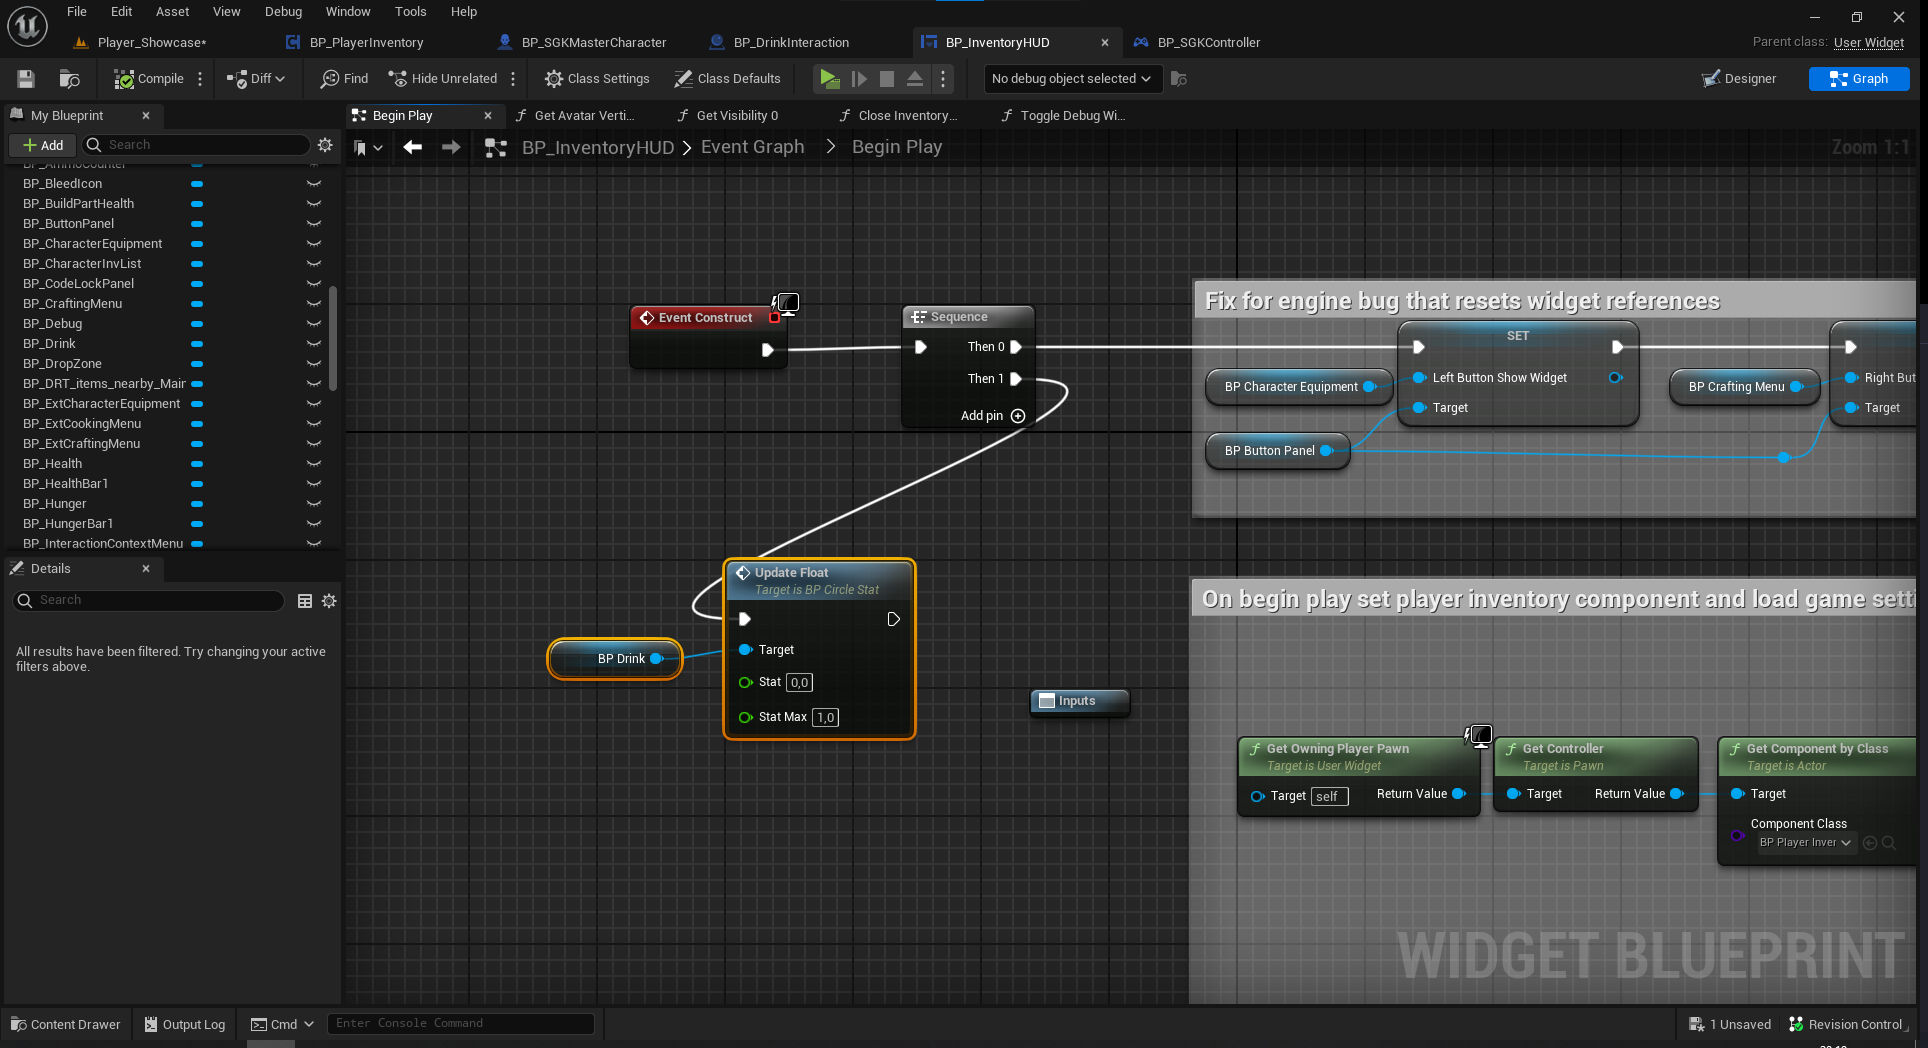 File Edit Asset View Debug Window Tools Help
Player_Showcase* BP_PlayerInventory BP_SGKMasterCharacter BP_DrinkInteraction BP_InventoryHUD BP_SGKController Parent class: User Widget
Compile Diff Find Hide Unrelated Class Settings Class Defaults No debug object selected Designer Graph
My Blueprint Begin Play Get Avatar Verti... Get Visibility 0 Close Inventory... Toggle Debug Wi...
Add Search BP_InventoryHUD > Event Graph > Begin Play Zoom 1:1
BP_AmmoCounter
BP_BleedIcon
BP_BuildPartHealth
BP_ButtonPanel
BP_CharacterEquipment
BP_CharacterInvList
BP_CodeLockPanel
BP_CraftingMenu
BP_Debug
BP_Drink
BP_DropZone
BP_DRT_items_nearby_Mair
BP_ExtCharacterEquipment
BP_ExtCookingMenu
BP_ExtCraftingMenu
BP_Health
BP_HealthBar1
BP_Hunger
BP_HungerBar1
BP_InteractionContextMenu
Details
Search
All results have been filtered. Try changing your active
filters above.
Event Construct
Sequence
Then 0
Then 1
Add pin
Fix for engine bug that resets widget references
SET
BP Character Equipment Left Button Show Widget BP Crafting Menu Right But
Target Target
BP Button Panel
Update Float
Target is BP Circle Stat
BP Drink Target
Stat 0,0
Stat Max 1,0
Inputs
On begin play set player inventory component and load game setti
Get Owning Player Pawn Get Controller Get Component by Class
Target is User Widget Target is Pawn Target is Actor
Target self Return Value Target Return Value Target
Component Class
BP Player Inver
WIDGET BLUEPRINT
Content Drawer Output Log Cmd Enter Console Command 1 Unsaved Revision Control